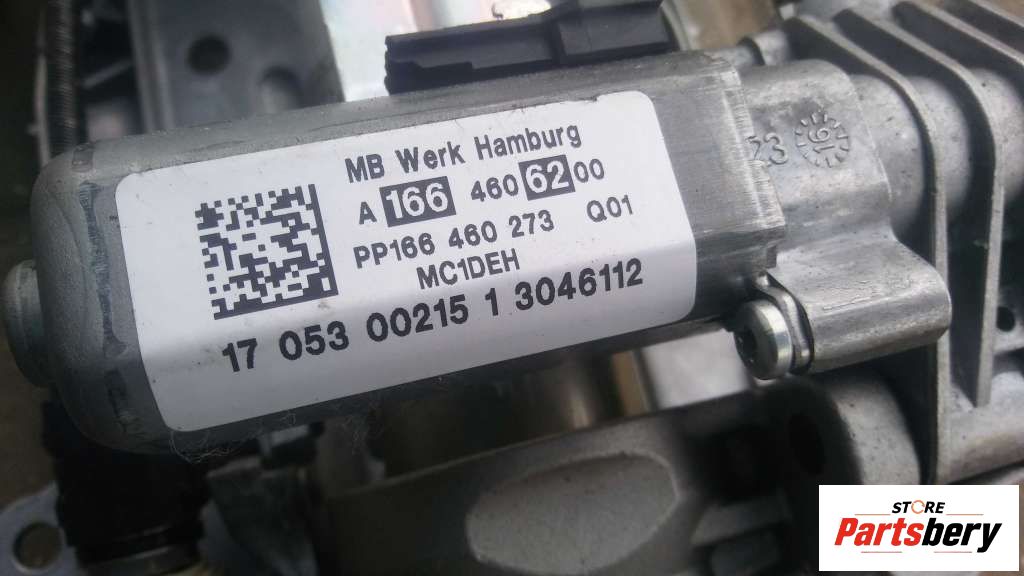 MB Werk Hamburg
A 166 460 62 00
PP166 460 273 Q01
MC1DEH
17 053 00215 1 3046112
23
STORE
Partsbery